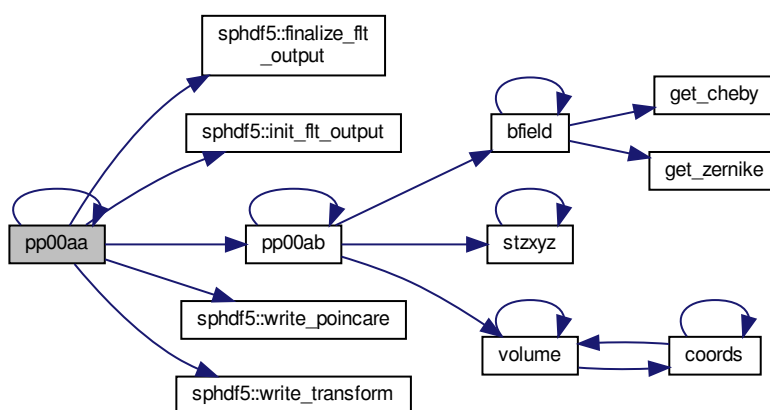 sphdf5::finalize_flt
_output
sphdf5::init_flt_output
pp00aa
pp00ab
sphdf5::write_poincare
sphdf5::write_transform
bfield
stzxyz
volume
get_cheby
get_zernike
coords